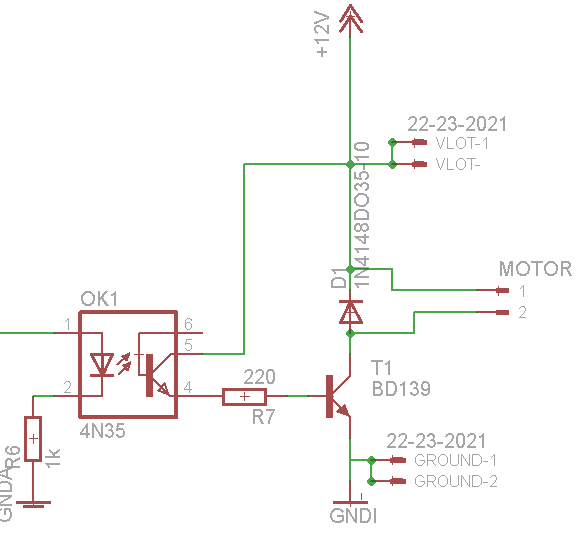 +12V
22-23-2021
VLOT-1
VLOT-
1N4148DO35-10
D1
MOTOR
1
2
OK1
1
6
5
2
4
4N35
220
R7
T1
BD139
R6
1k
GNDA
22-23-2021
GROUND-1
GROUND-2
GNDI